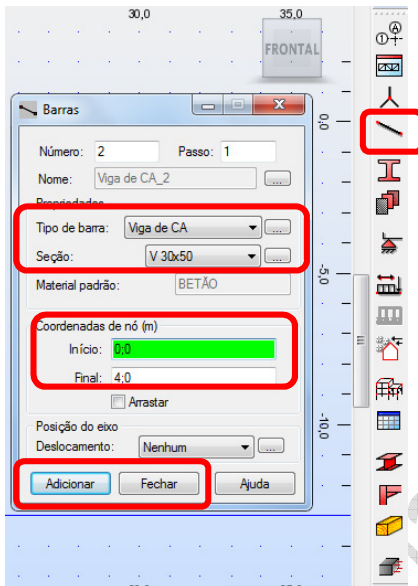 30,0 35,0
FRONTAL
Barras
0,0
Número: 2 Passo: 1
Nome: Viga de CA_2 ...
Propriedades
Tipo de barra: Viga de CA ...
Seção: V 30x50 ...
Material padrão: BETÃO
-5,0
Coordenadas de nó (m)
Início: 0;0
Final: 4;0
Arrastar
Posição do eixo
-10,0
Deslocamento: Nenhum ...
Adicionar Fechar Ajuda